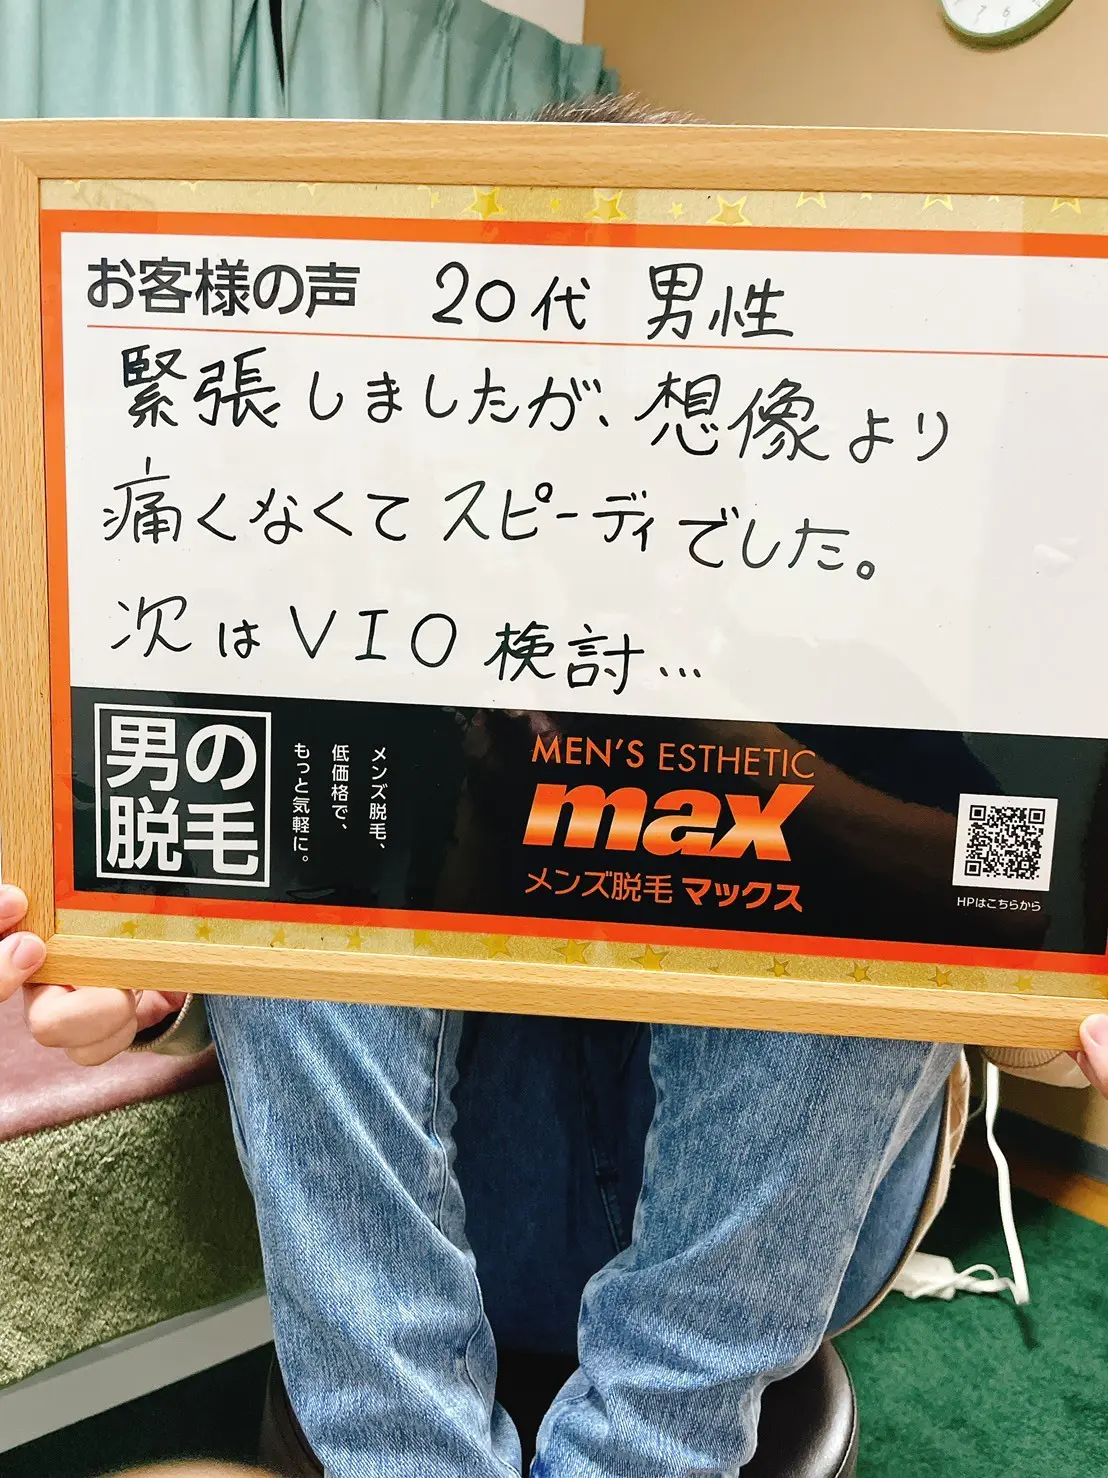 お客様の声 20代 男性
緊張しましたが、想像より
痛くなくてスピーディでした。
次はVIO検討…
男の
脱毛
メンズ脱毛、
低価格で、
もっと気軽に。
MEN'S ESTHETIC
max
メンズ脱毛 マックス
HPはこちらから